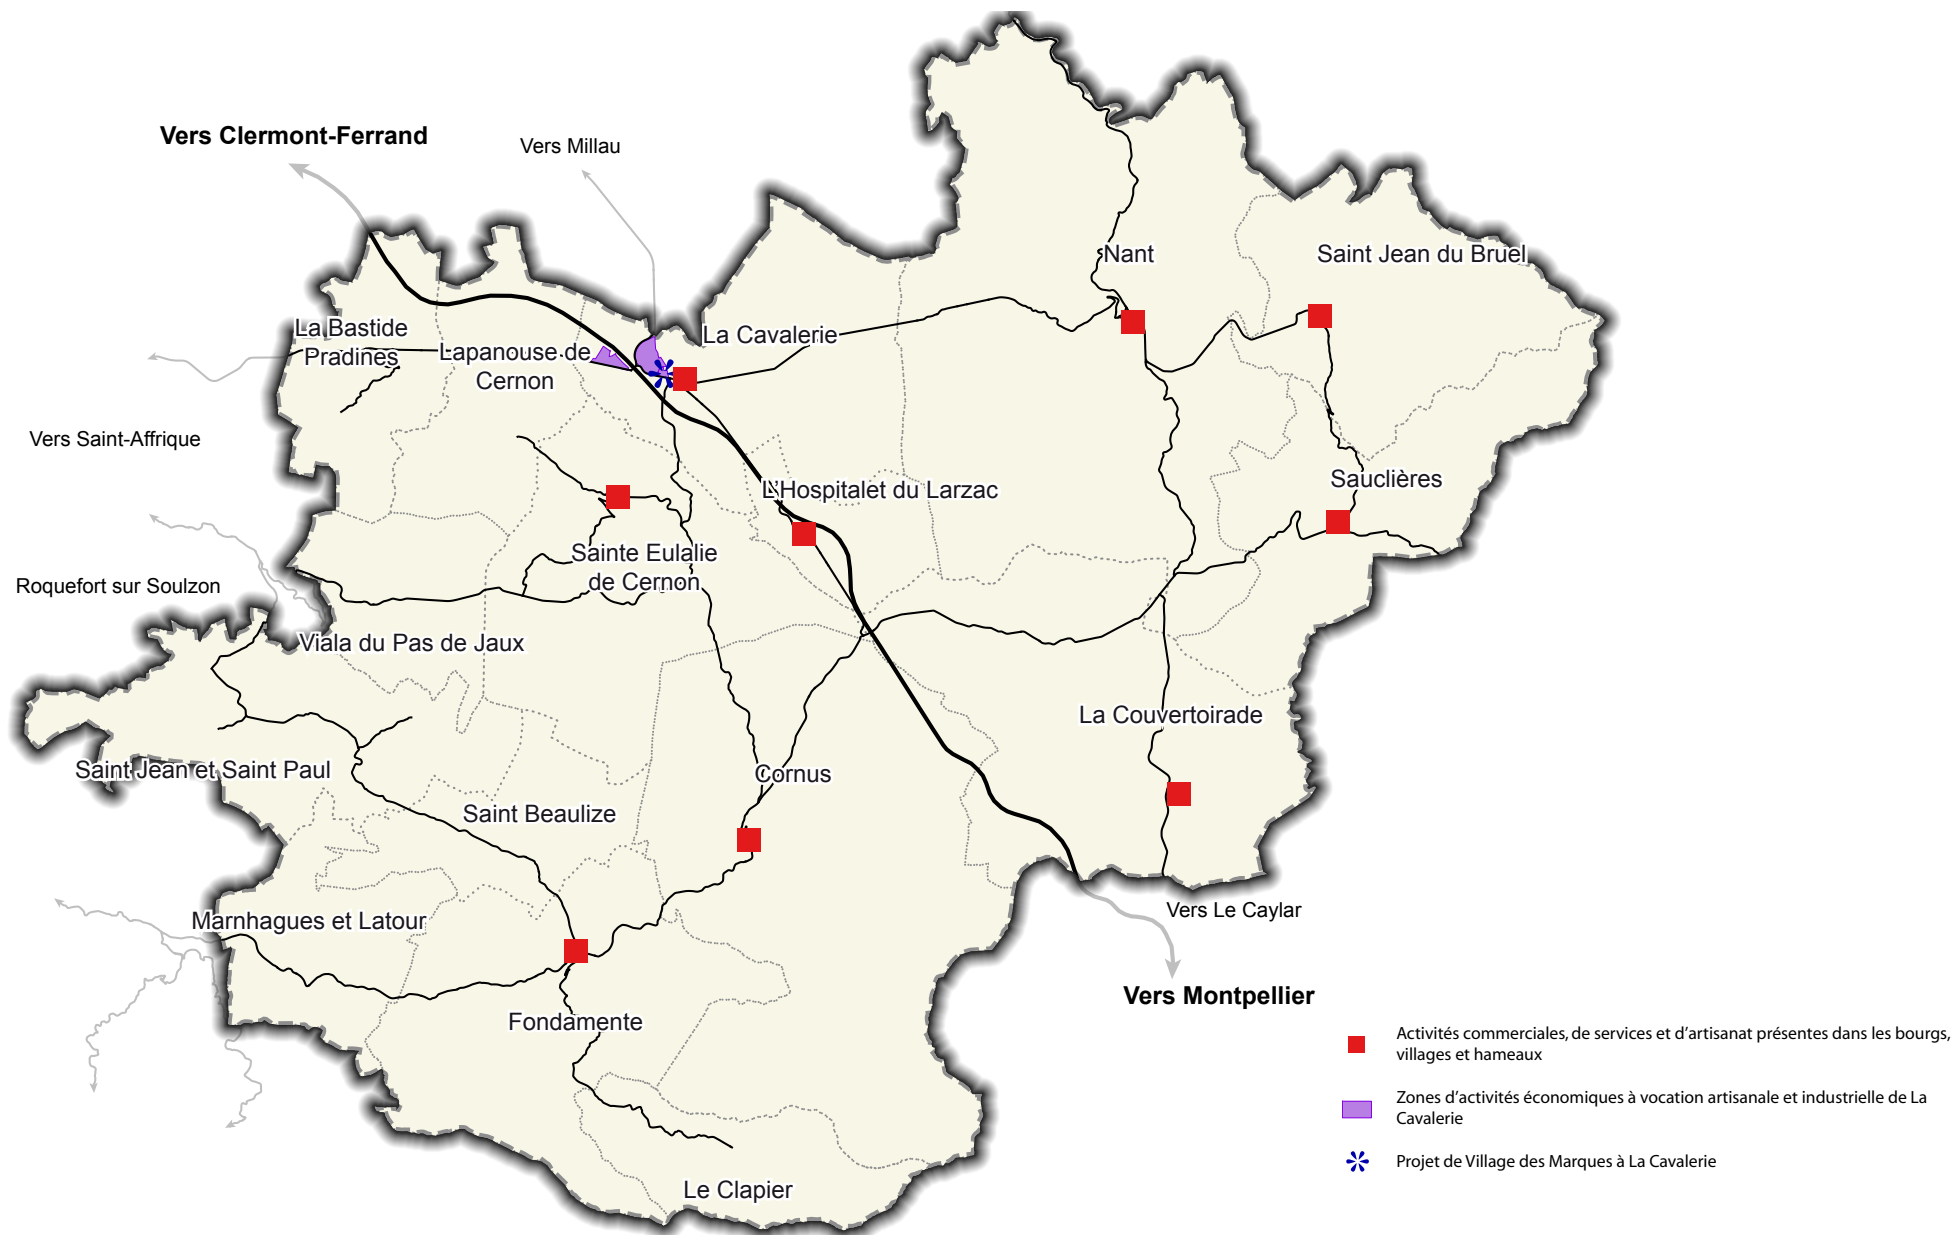 Vers Clermont-Ferrand
Vers Millau
Nant
Saint Jean du Bruel
La Bastide
Pradines
La Cavalerie
Lapanouse de
Cernon
Vers Saint-Affrique
L'Hospitalet du Larzac
Sauclières
Sainte Eulalie
de Cernon
Roquefort sur Soulzon
Viala du Pas de Jaux
La Couvertoirade
Saint Jean et Saint Paul
Cornus
Saint Beaulize
Marnhagues et Latour
Vers Le Caylar
Vers Montpellier
Fondamente
Le Clapier
Activités commerciales, de services et d'artisanat présentes dans les bourgs,
villages et hameaux
Zones d'activités économiques à vocation artisanale et industrielle de La
Cavalerie
Projet de Village des Marques à La Cavalerie